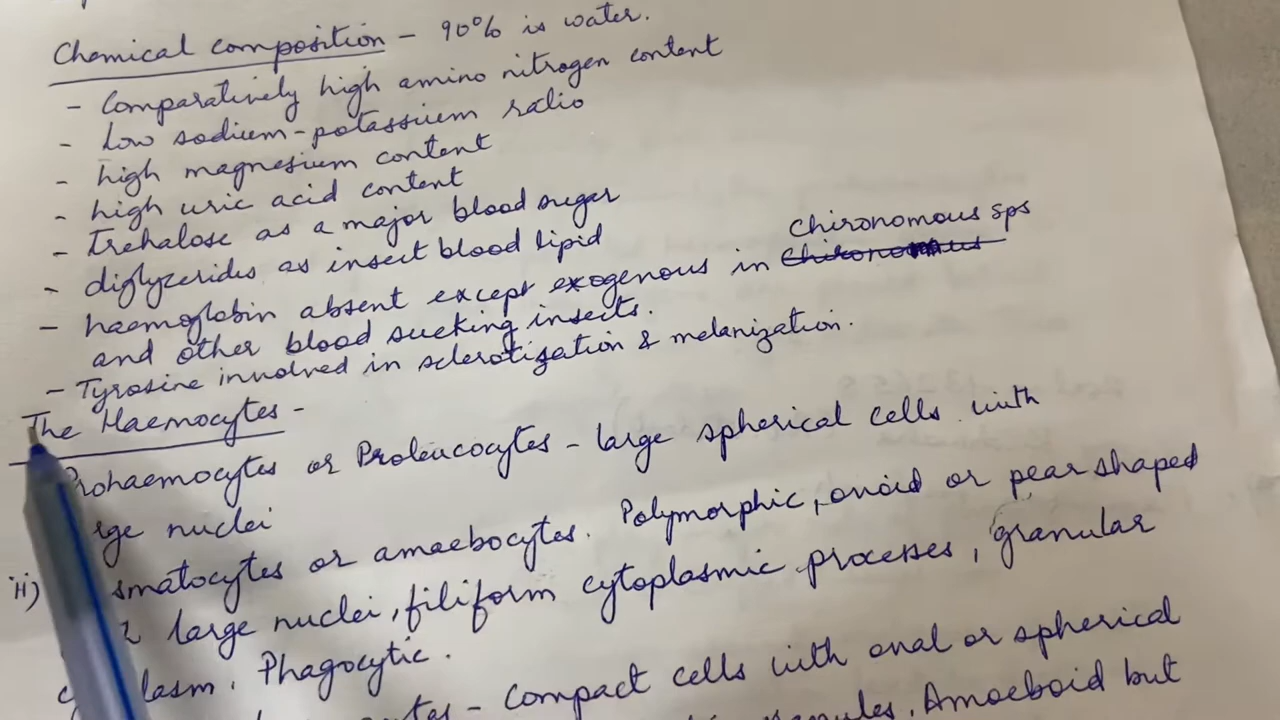 Chemical composition - 90% is water.
- Comparatively high amino nitrogen content
- Low sodium-potassium ratio
- high magnesium content
- high uric acid content
- trehalose as a major blood sugar
- diglycerides as insect blood lipid
chironomous sps
- haemoglobin absent except exogenous in
and other blood sucking insects.
- Tyrosine involved in sclerotization & melanization.
The Haemocytes -
Prohaemocytes or Proleucocytes - large spherical cells with
nuclei
ii) or amaebocytes. Polymorphic, ovoid or pear shaped
large nuclei, filiform cytoplasmic processes, granular
Phagocytic.
- Compact cells with oval or spherical
Amoeboid but